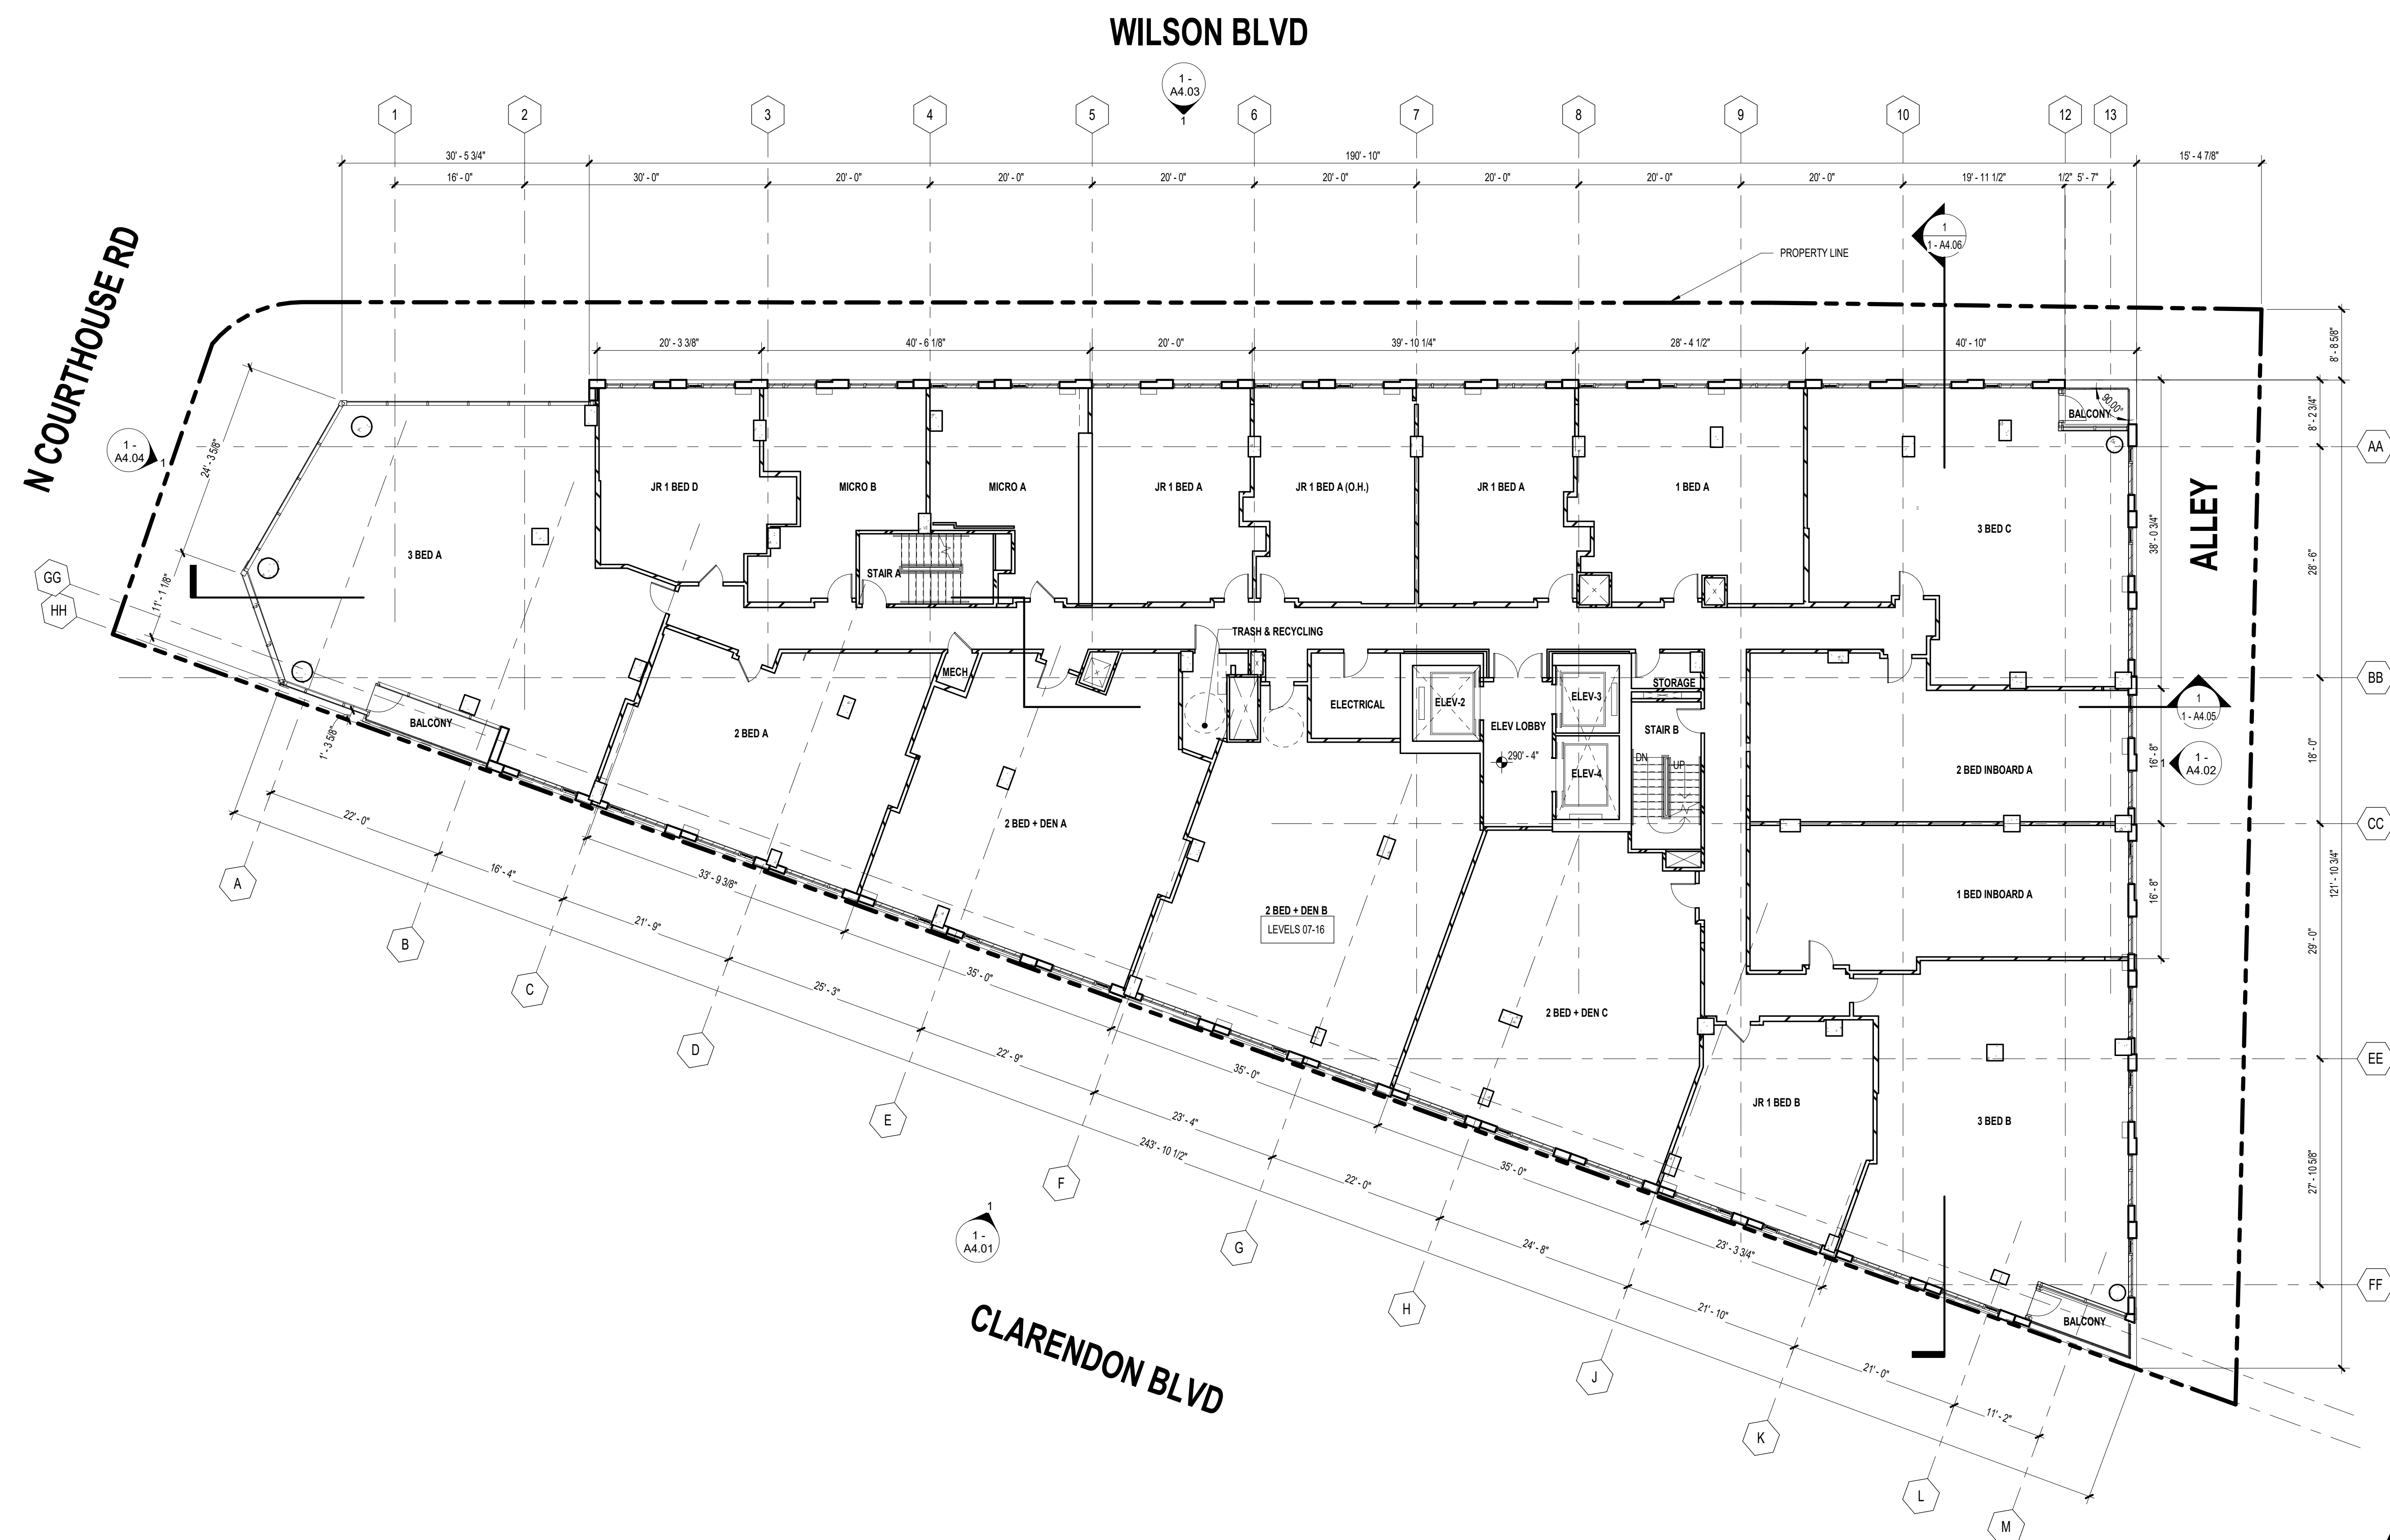 WILSON BLVD
1 -
A4.03
1
1
2
3
4
5
6
7
8
9
10
12
13
30' - 5 3/4"
190' - 10"
15' - 4 7/8"
16' - 0"
30' - 0"
20' - 0"
20' - 0"
20' - 0"
20' - 0"
20' - 0"
20' - 0"
20' - 0"
19' - 11 1/2"
1/2"
5' - 7"
N COURTHOUSE RD
1
1 - A4.06
PROPERTY LINE
20' - 3 3/8"
40' - 6 1/8"
20' - 0"
39' - 10 1/4"
28' - 4 1/2"
40' - 10"
8' - 8 5/8"
8' - 2 3/4"
90.00°
BALCONY
1 -
A4.04
1
24' - 3 5/8"
AA
JR 1 BED D
MICRO B
MICRO A
JR 1 BED A
JR 1 BED A (O.H.)
JR 1 BED A
1 BED A
3 BED C
38' - 0 3/4"
ALLEY
28' - 6"
3 BED A
STAIR A
GG
HH
11' - 1 1/8"
TRASH & RECYCLING
MECH
BB
STORAGE
ELECTRICAL
ELEV-2
ELEV-3
ELEV LOBBY
STAIR B
290' - 4"
DN
UP
ELEV-4
1
1 - A4.05
BALCONY
1' - 3 5/8"
2 BED A
2 BED INBOARD A
16' - 8"
18' - 0"
1
1 -
A4.02
2 BED + DEN A
CC
121' - 10 3/4"
1 BED INBOARD A
16' - 8"
29' - 0"
2 BED + DEN B
LEVELS 07-16
2 BED + DEN C
EE
JR 1 BED B
3 BED B
27' - 10 5/8"
FF
BALCONY
22' - 0"
16' - 4"
21' - 9"
25' - 3"
22' - 9"
23' - 4"
22' - 0"
24' - 8"
21' - 10"
21' - 0"
11' - 2"
33' - 9 3/8"
35' - 0"
35' - 0"
35' - 0"
23' - 3 3/4"
243' - 10 1/2"
A
B
C
D
E
F
G
H
J
K
L
M
1
1 -
A4.01
CLARENDON BLVD